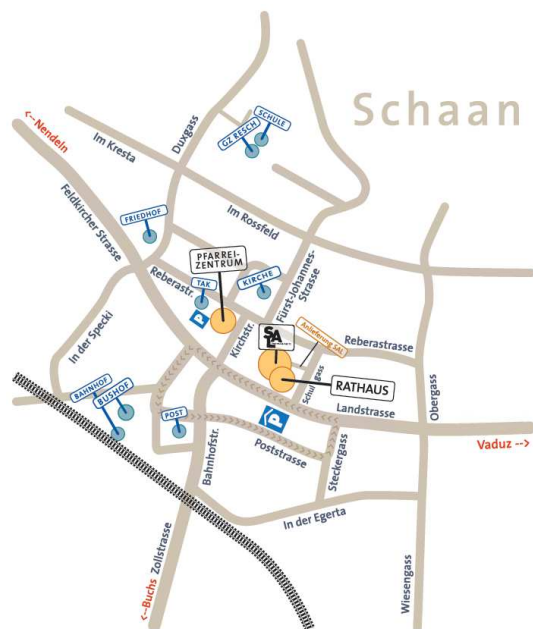 Schaan
<--Nendeln
Im Kresta
Duxgass
SCHULE
GZ RESCH
Feldkircher Strasse
FRIEDHOF
Im Rossfeld
PFARREI-
ZENTRUM
Reberastr.
TAK
KIRCHE
Fürst-Johannes-
Strasse
P
Kirchstr.
SAL
Anlieferung SAL
Reberastrasse
In der Specki
RATHAUS
Obergass
BAHNHOF
BUSHOF
POST
P
Landstrasse
Vaduz -->
Bahnhofstr.
Poststrasse
Steckergass
In der Egerta
Zollstrasse
<--Buchs
Wiesengass